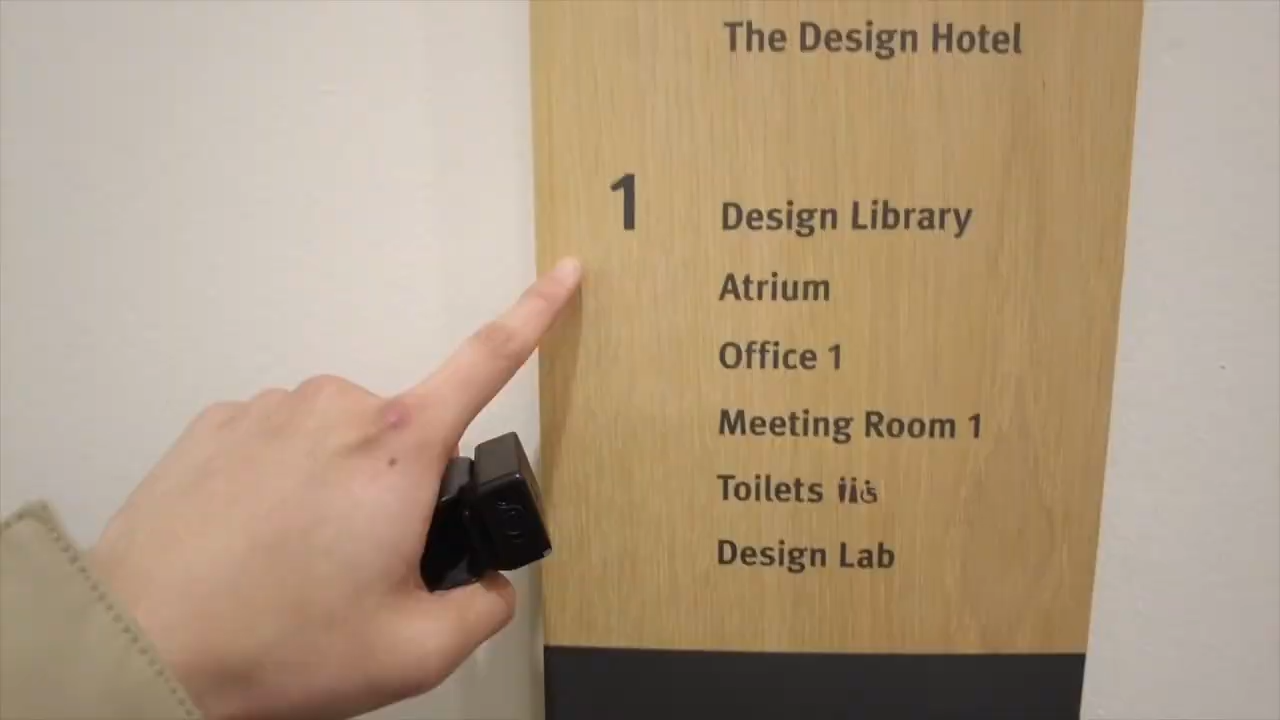 The Design Hotel
1 Design Library
Atrium
Office 1
Meeting Room 1
Toilets
Design Lab